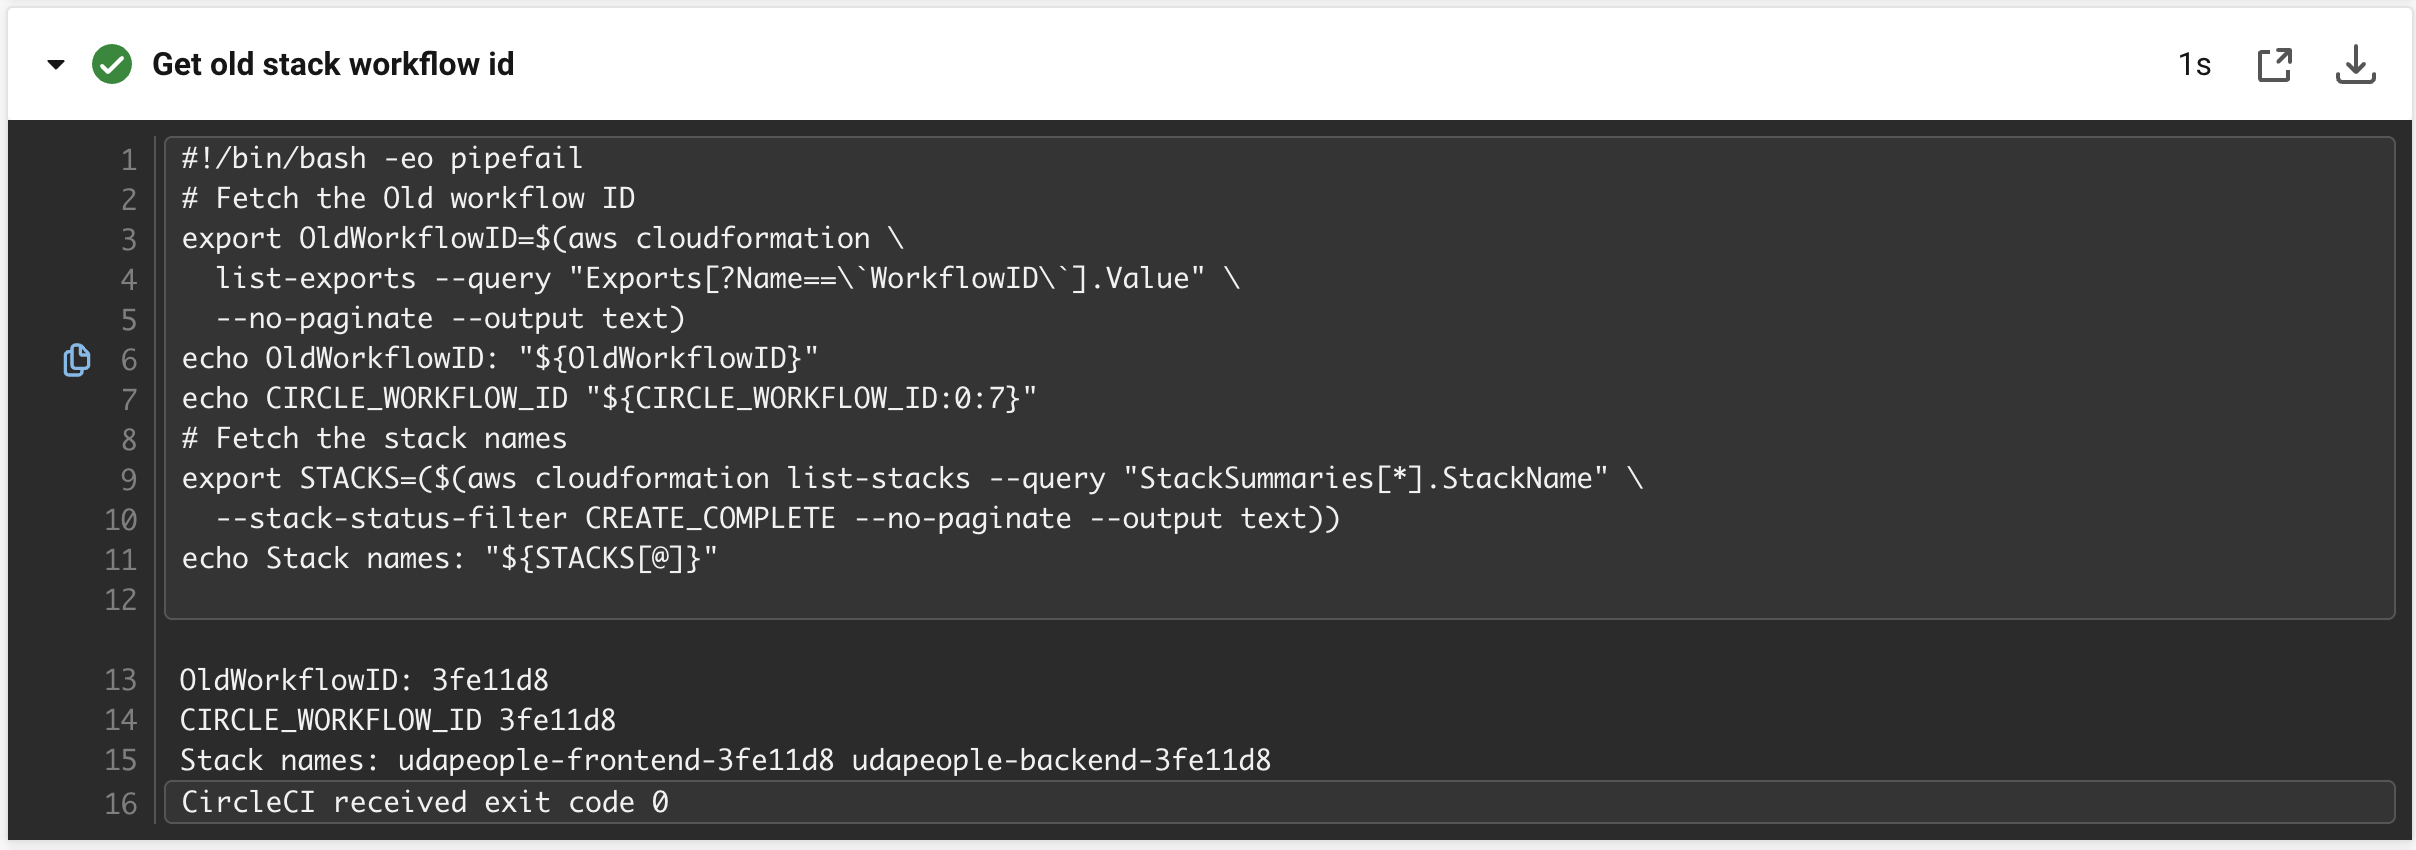 Get old stack workflow id
1s
1 #!/bin/bash -eo pipefail
2 # Fetch the Old workflow ID
3 export OldWorkflowID=$(aws cloudformation \
4   list-exports --query "Exports[?Name==\`WorkflowID\`].Value" \
5   --no-paginate --output text)
6 echo OldWorkflowID: "${OldWorkflowID}"
7 echo CIRCLE_WORKFLOW_ID "${CIRCLE_WORKFLOW_ID:0:7}"
8 # Fetch the stack names
9 export STACKS=($(aws cloudformation list-stacks --query "StackSummaries[*].StackName" \
10   --stack-status-filter CREATE_COMPLETE --no-paginate --output text))
11 echo Stack names: "${STACKS[@]}"
12
13 OldWorkflowID: 3fe11d8
14 CIRCLE_WORKFLOW_ID 3fe11d8
15 Stack names: udapeople-frontend-3fe11d8 udapeople-backend-3fe11d8
16 CircleCI received exit code 0